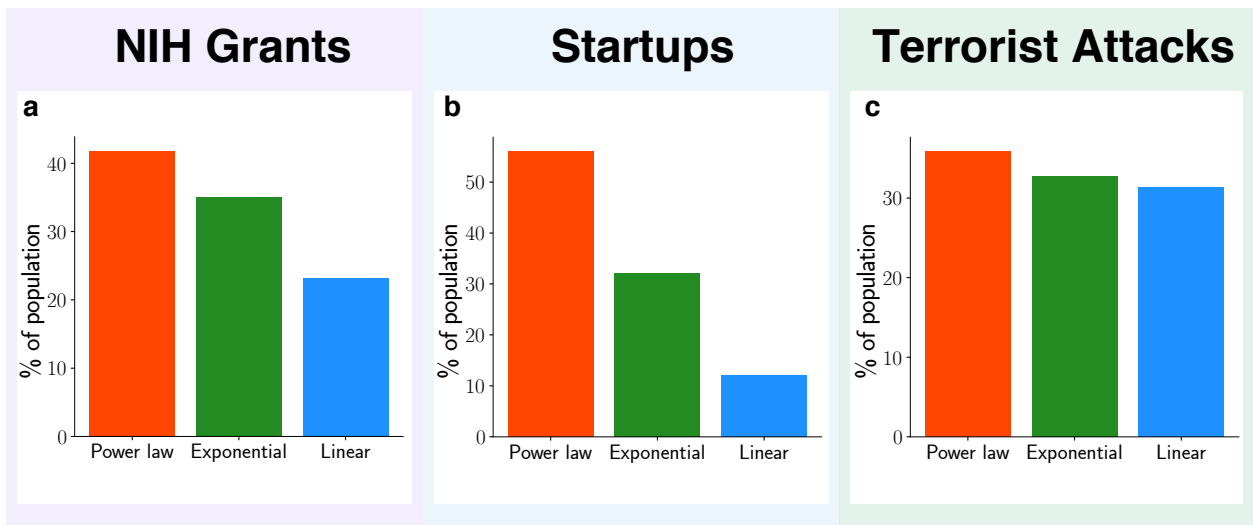 NIH Grants
Startups
Terrorist Attacks
a
% of population
40
30
20
10
0
Power law
Exponential
Linear
b
% of population
50
40
30
20
10
0
Power law
Exponential
Linear
c
% of population
30
20
10
0
Power law
Exponential
Linear